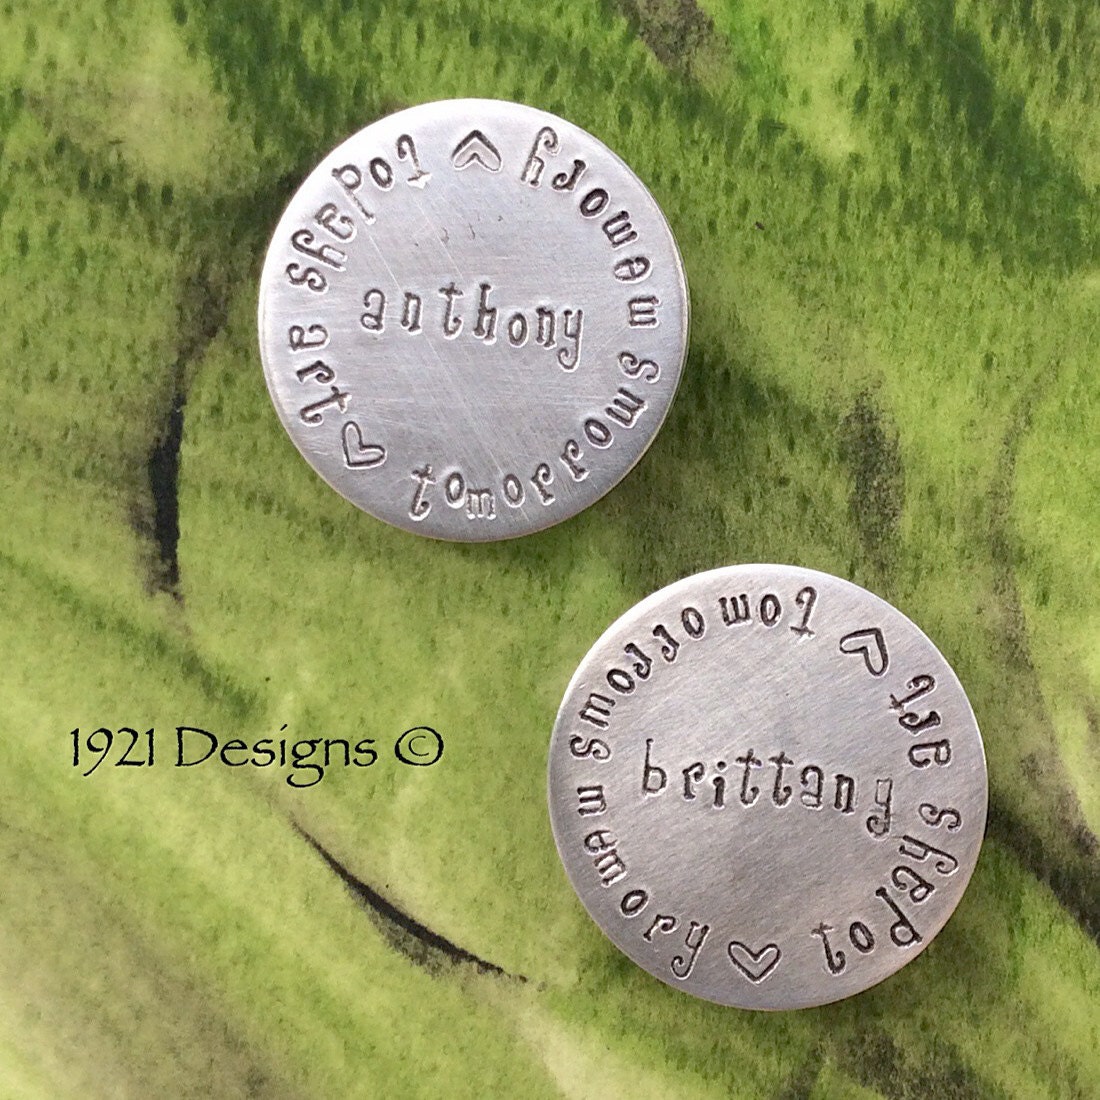 todays art ♥ tomorrows memory ♥
anthony
todays art ♥ tomorrows memory ♥
brittany
1921 Designs ©